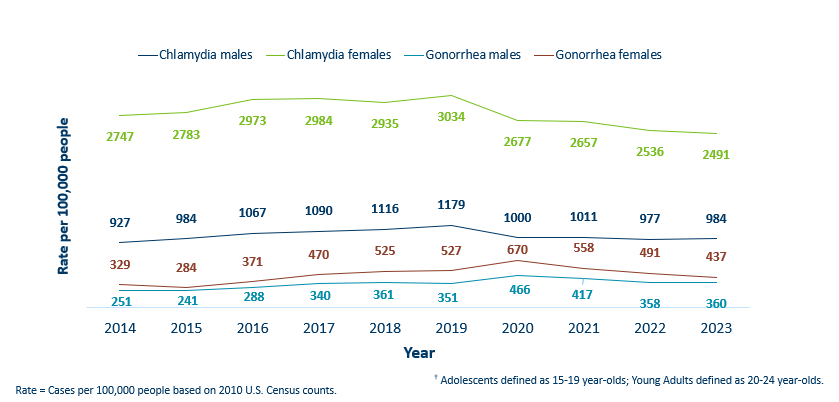 Chlamydia males Chlamydia females Gonorrhea males Gonorrhea females
2747 2783 2973 2984 2935 3034 2677 2657 2536 2491
927 984 1067 1090 1116 1179 1000 1011 977 984
329 284 371 470 525 527 670 558 491 437
251 241 288 340 361 351 466 417 358 360
Rate per 100,000 people
2014 2015 2016 2017 2018 2019 2020 2021 2022 2023
Year
† Adolescents defined as 15-19 year-olds; Young Adults defined as 20-24 year-olds.
Rate = Cases per 100,000 people based on 2010 U.S. Census counts.